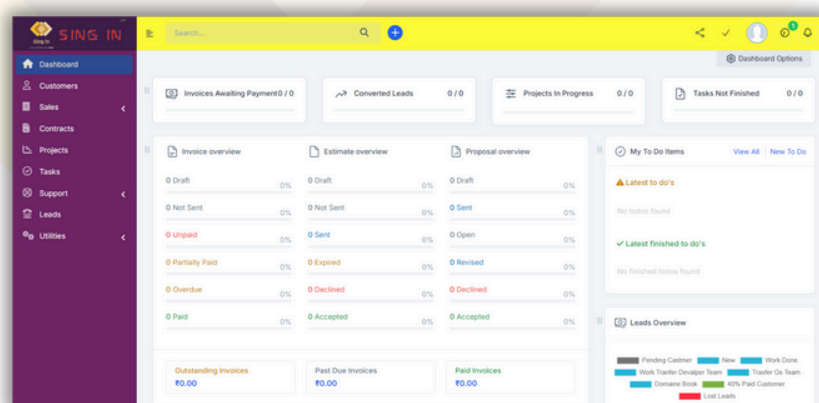 Sing In
SING IN
Search...
1
Dashboard Options
Dashboard
Customers
Sales
Contracts
Projects
Tasks
Support
Leads
Utilities
Invoices Awaiting Payment 0 / 0
Converted Leads 0 / 0
Projects In Progress 0 / 0
Tasks Not Finished 0 / 0
Invoice overview
0 Draft 0%
0 Not Sent 0%
0 Unpaid 0%
0 Partially Paid 0%
0 Overdue 0%
0 Paid 0%
Estimate overview
0 Draft 0%
0 Not Sent 0%
0 Sent 0%
0 Expired 0%
0 Declined 0%
0 Accepted 0%
Proposal overview
0 Draft 0%
0 Sent 0%
0 Open 0%
0 Revised 0%
0 Declined 0%
0 Accepted 0%
Outstanding Invoices
₹0.00
Past Due Invoices
₹0.00
Paid Invoices
₹0.00
My To Do Items View All New To Do
Latest to do's
No todos found
Latest finished to do's
No finished todos found
Leads Overview
Pending Castmer New Work Done
Work Tranfer Devalper Team Trasfer Gs Team
Domaine Book 40% Paid Customer
Lost Leads